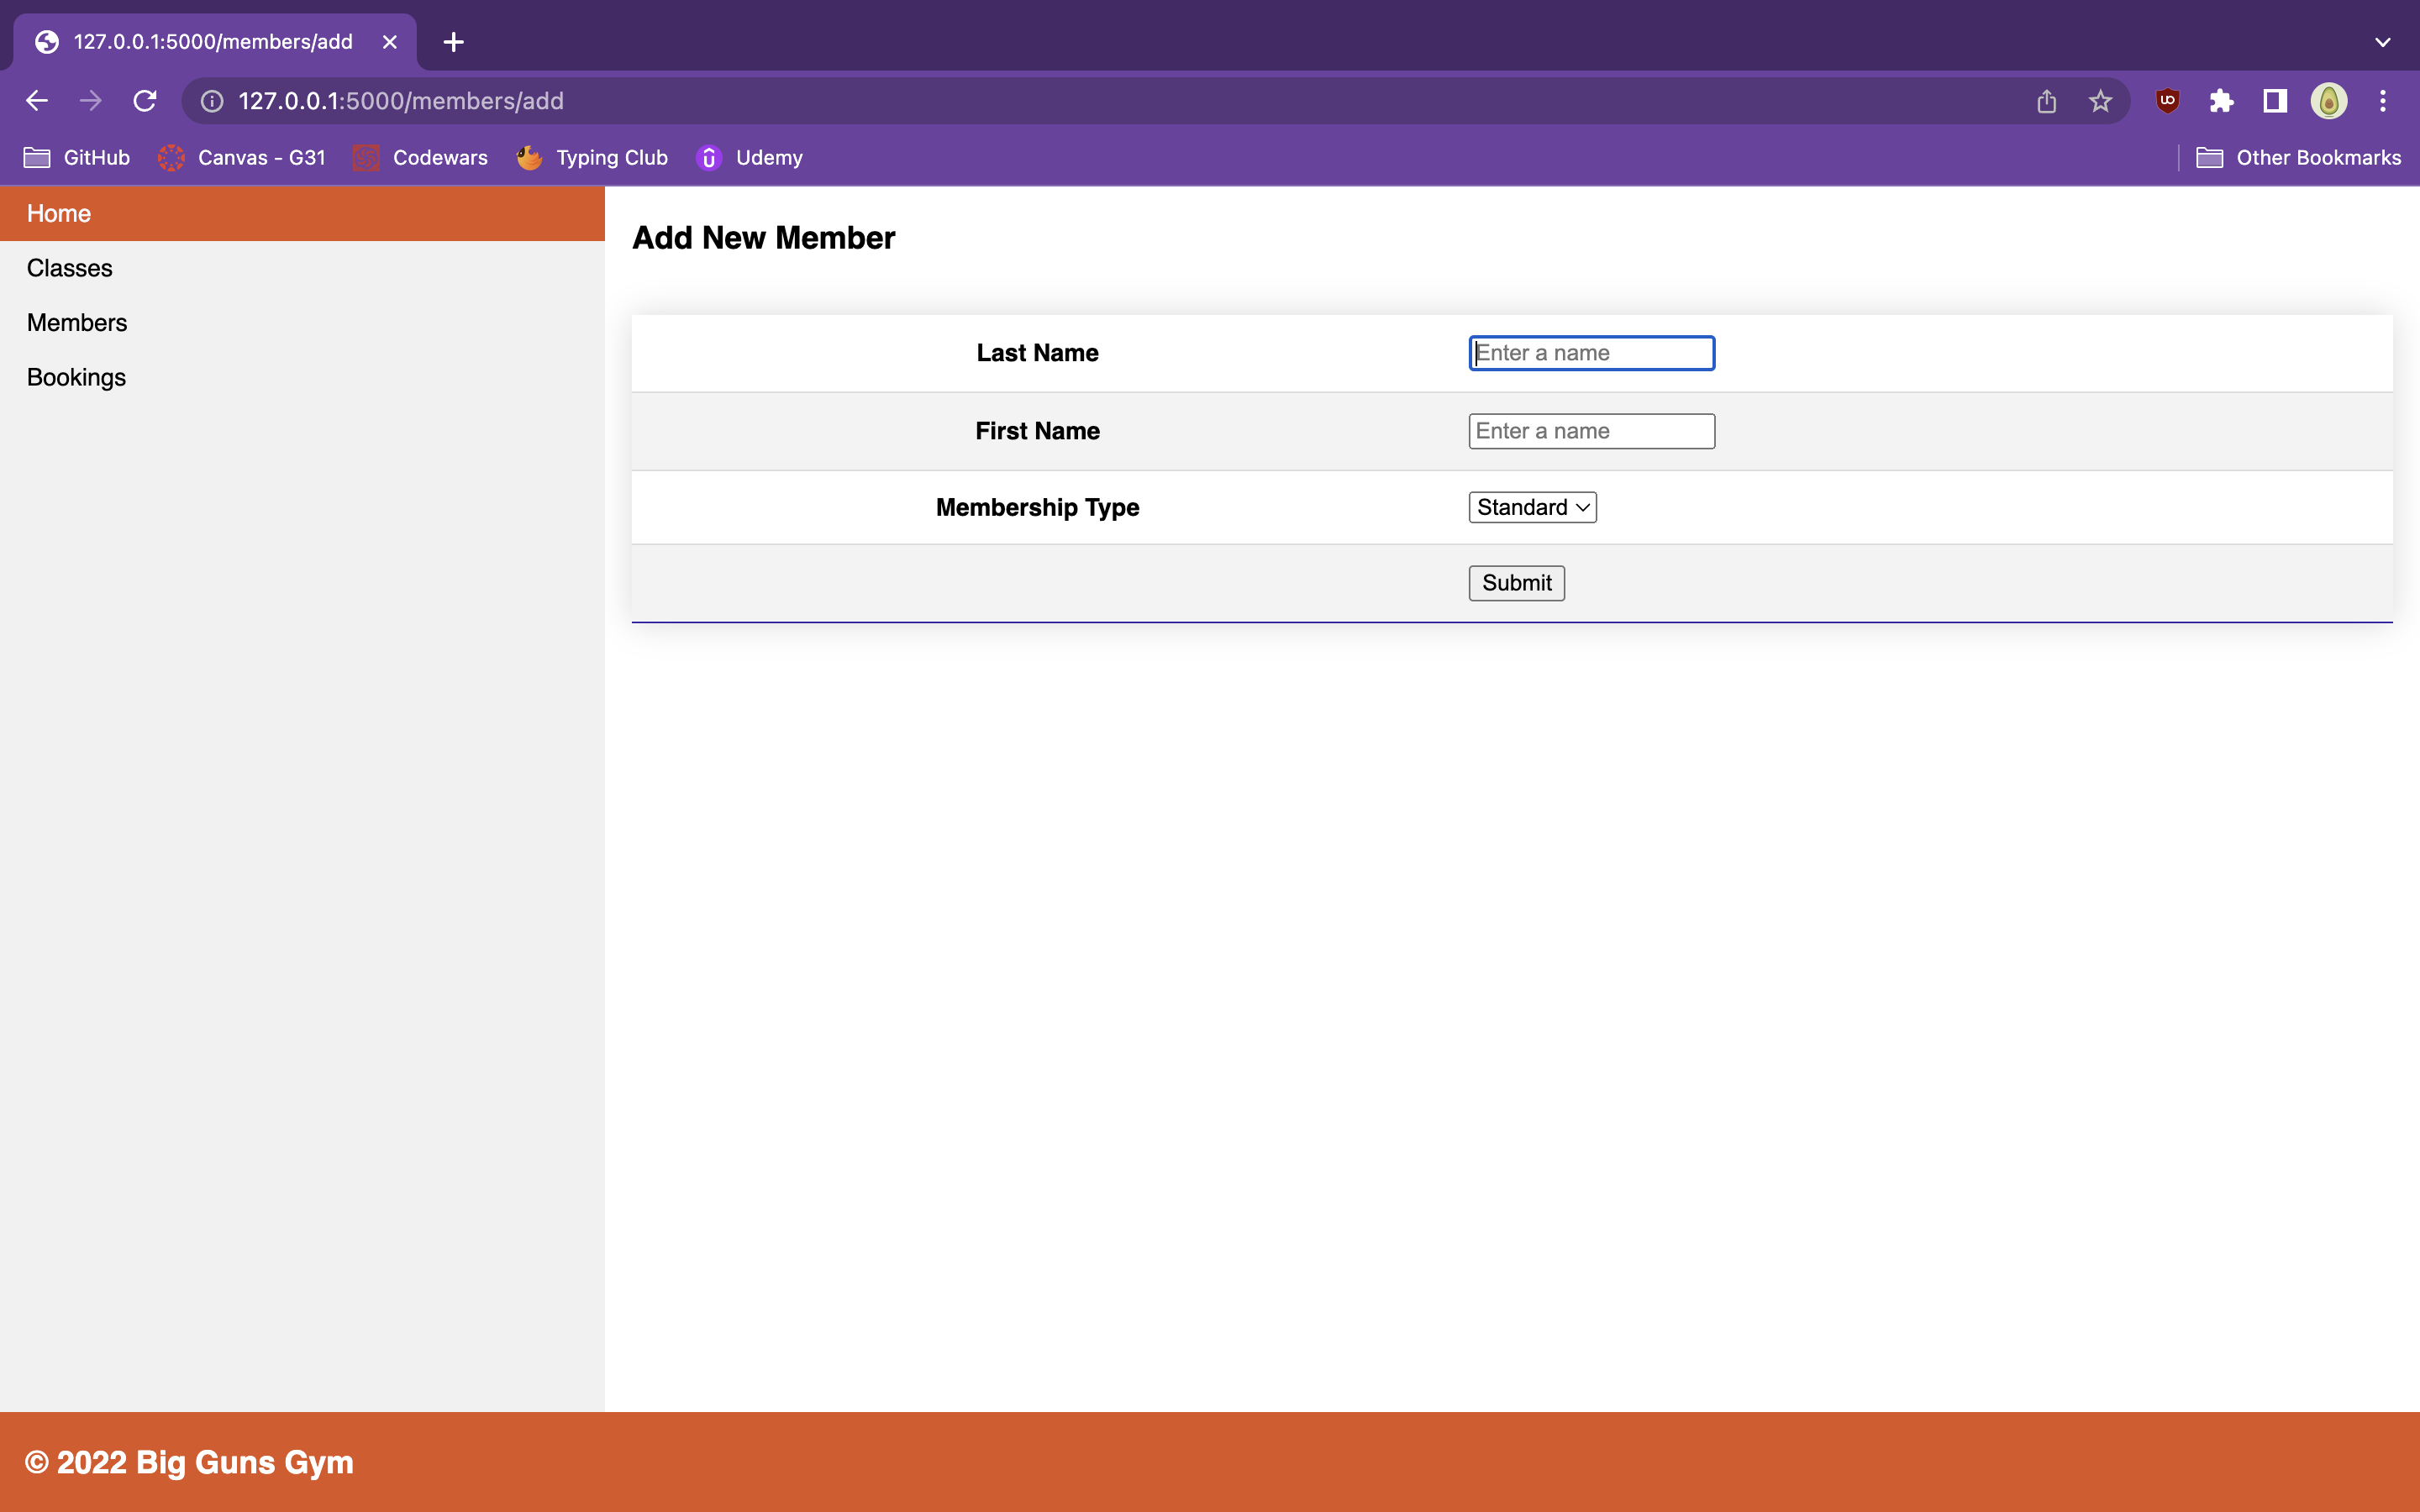 127.0.0.1:5000/members/add
127.0.0.1:5000/members/add
GitHub Canvas - G31 Codewars Typing Club Udemy Other Bookmarks
Home
Classes
Members
Bookings
Add New Member
Last Name Enter a name
First Name Enter a name
Membership Type Standard
Submit
© 2022 Big Guns Gym